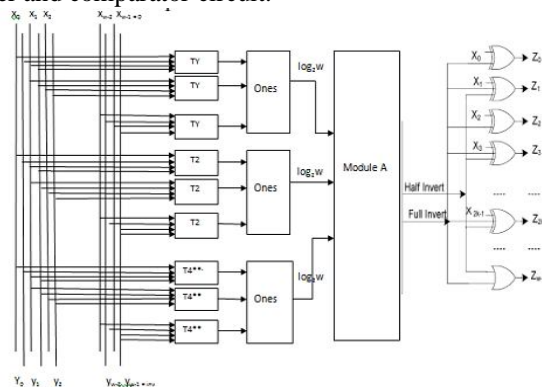 er and comparator circuit.
X₀ X₁ X₂ Xw-2 Xw-1 = 0
TY
TY
TY
T2
T2
T2
T4**
T4**
T4**
Ones
Ones
Ones
log₂w
log₂w
log₂w
Module A
Half Invert
Full Invert
X₀ Z₀
X₁ Z₁
X₂ Z₂
X₃ Z₃
.... ....
X2k-1
.... ....
Y₀ Y₁ Y₂